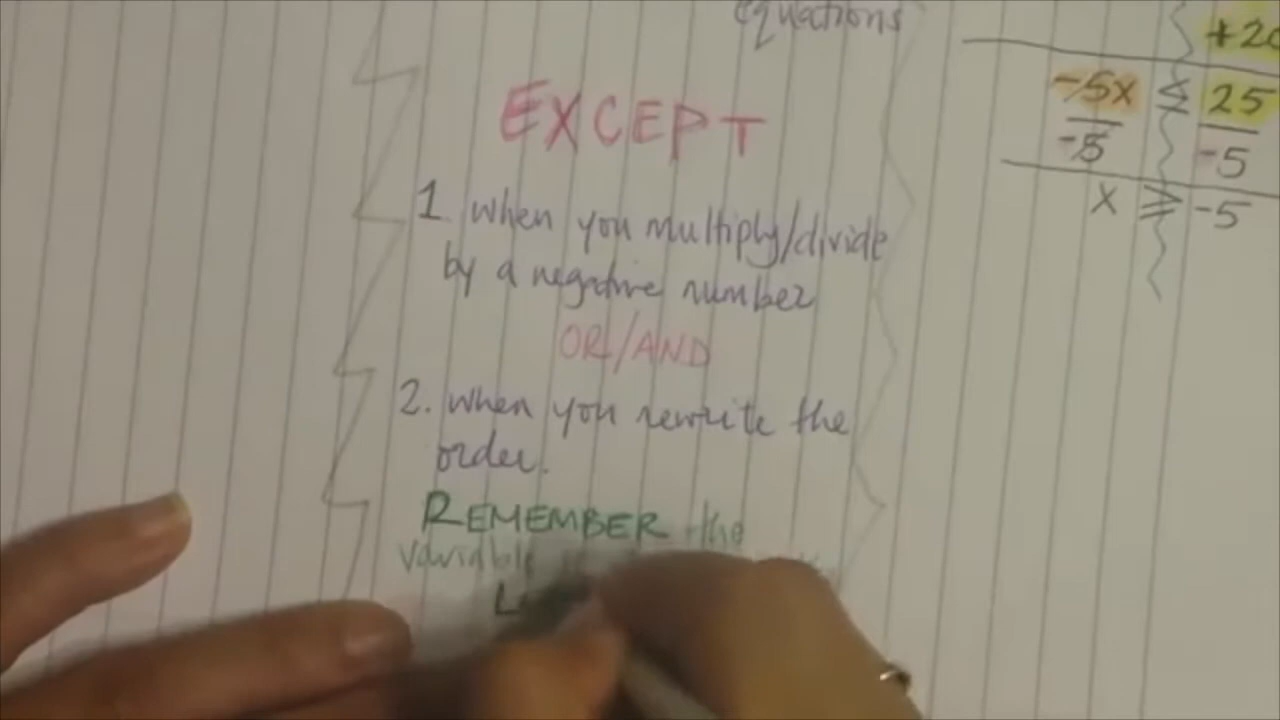 equations
EXCEPT
1 when you multiply/divide
by a negative number
OR/AND
2. when you rewrite the
order.
REMEMBER the
variable
+20
-5x ≤ 25
-5 -5
x ≥ -5